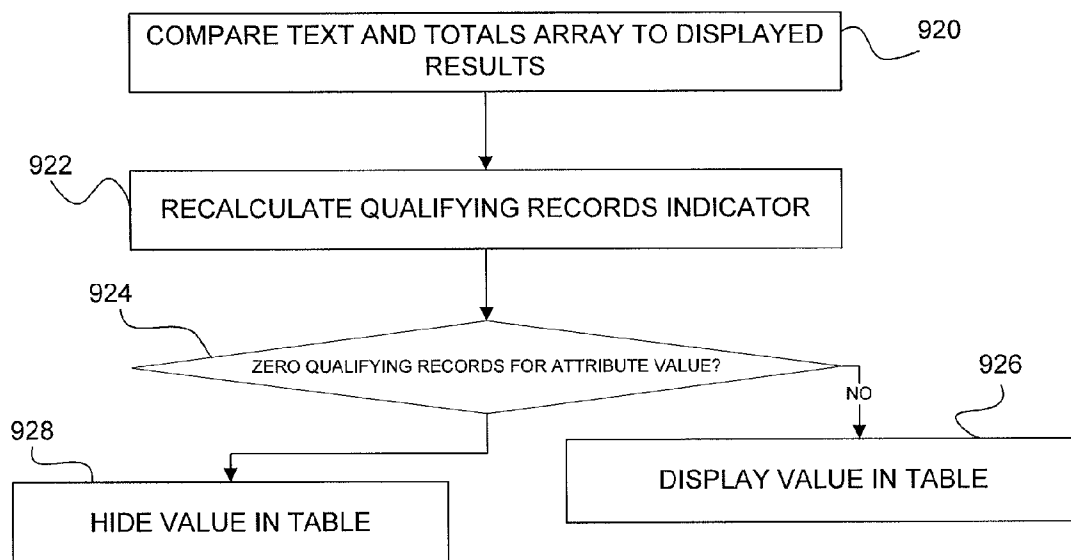 COMPARE TEXT AND TOTALS ARRAY TO DISPLAYED
RESULTS
920
922
RECALCULATE QUALIFYING RECORDS INDICATOR
924
ZERO QUALIFYING RECORDS FOR ATTRIBUTE VALUE?
NO
926
DISPLAY VALUE IN TABLE
928
HIDE VALUE IN TABLE